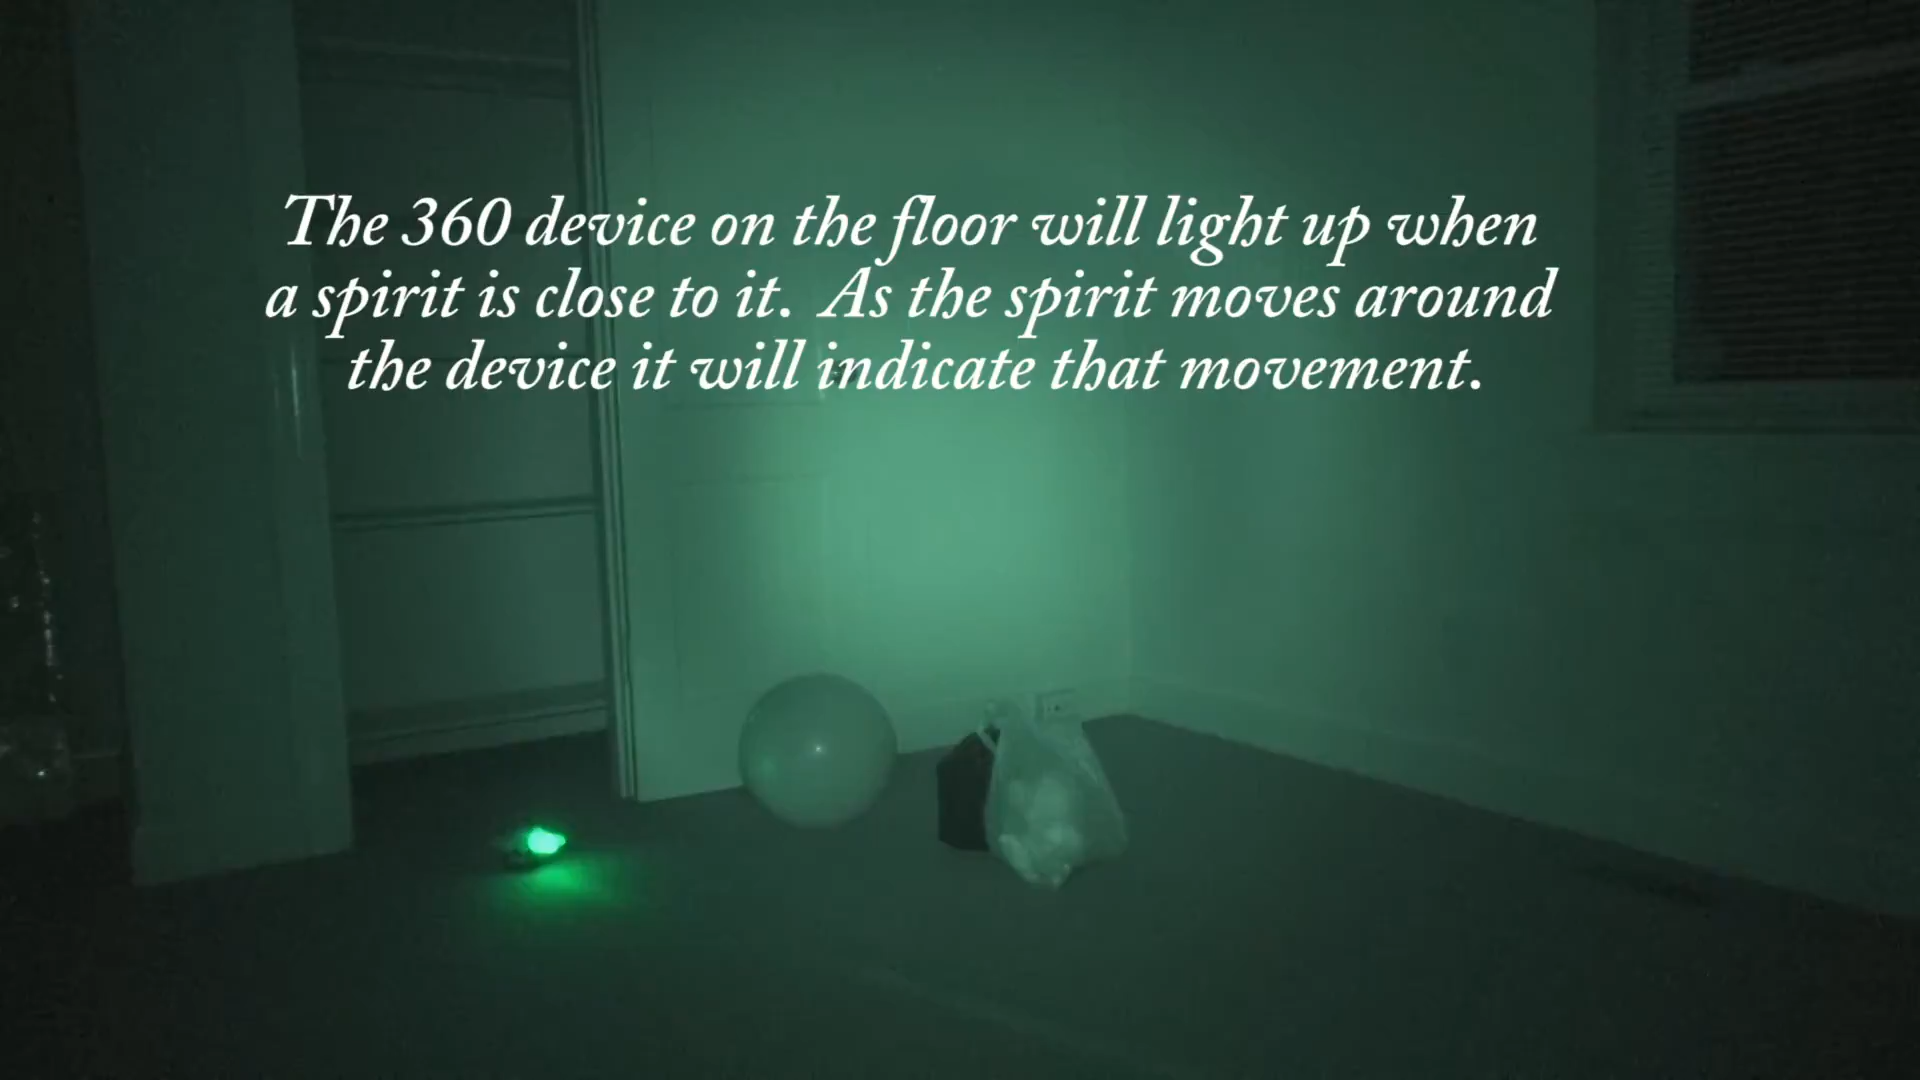 The 360 device on the floor will light up when
a spirit is close to it. As the spirit moves around
the device it will indicate that movement.